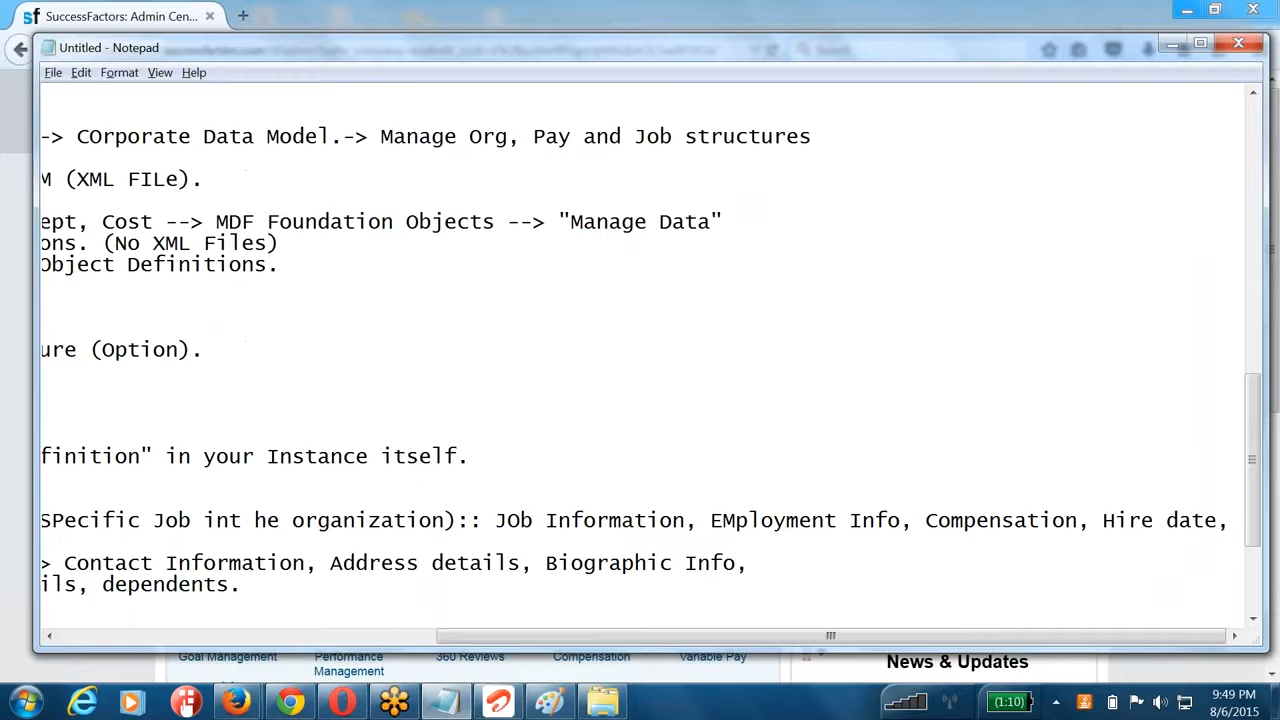 SuccessFactors: Admin Cen...
Untitled - Notepad
File Edit Format View Help
-> COrporate Data Model.-> Manage Org, Pay and Job structures
M (XML FILe).
ept, Cost --> MDF Foundation Objects --> "Manage Data"
ons. (No XML Files)
Object Definitions.
ure (Option).
finition" in your Instance itself.
SPecific Job int he organization):: JOb Information, EMployment Info, Compensation, Hire date,
> Contact Information, Address details, Biographic Info,
ils, dependents.
Goal Management Performance Management 360 Reviews Compensation Variable Pay
News & Updates
(1:10)
9:49 PM
8/6/2015